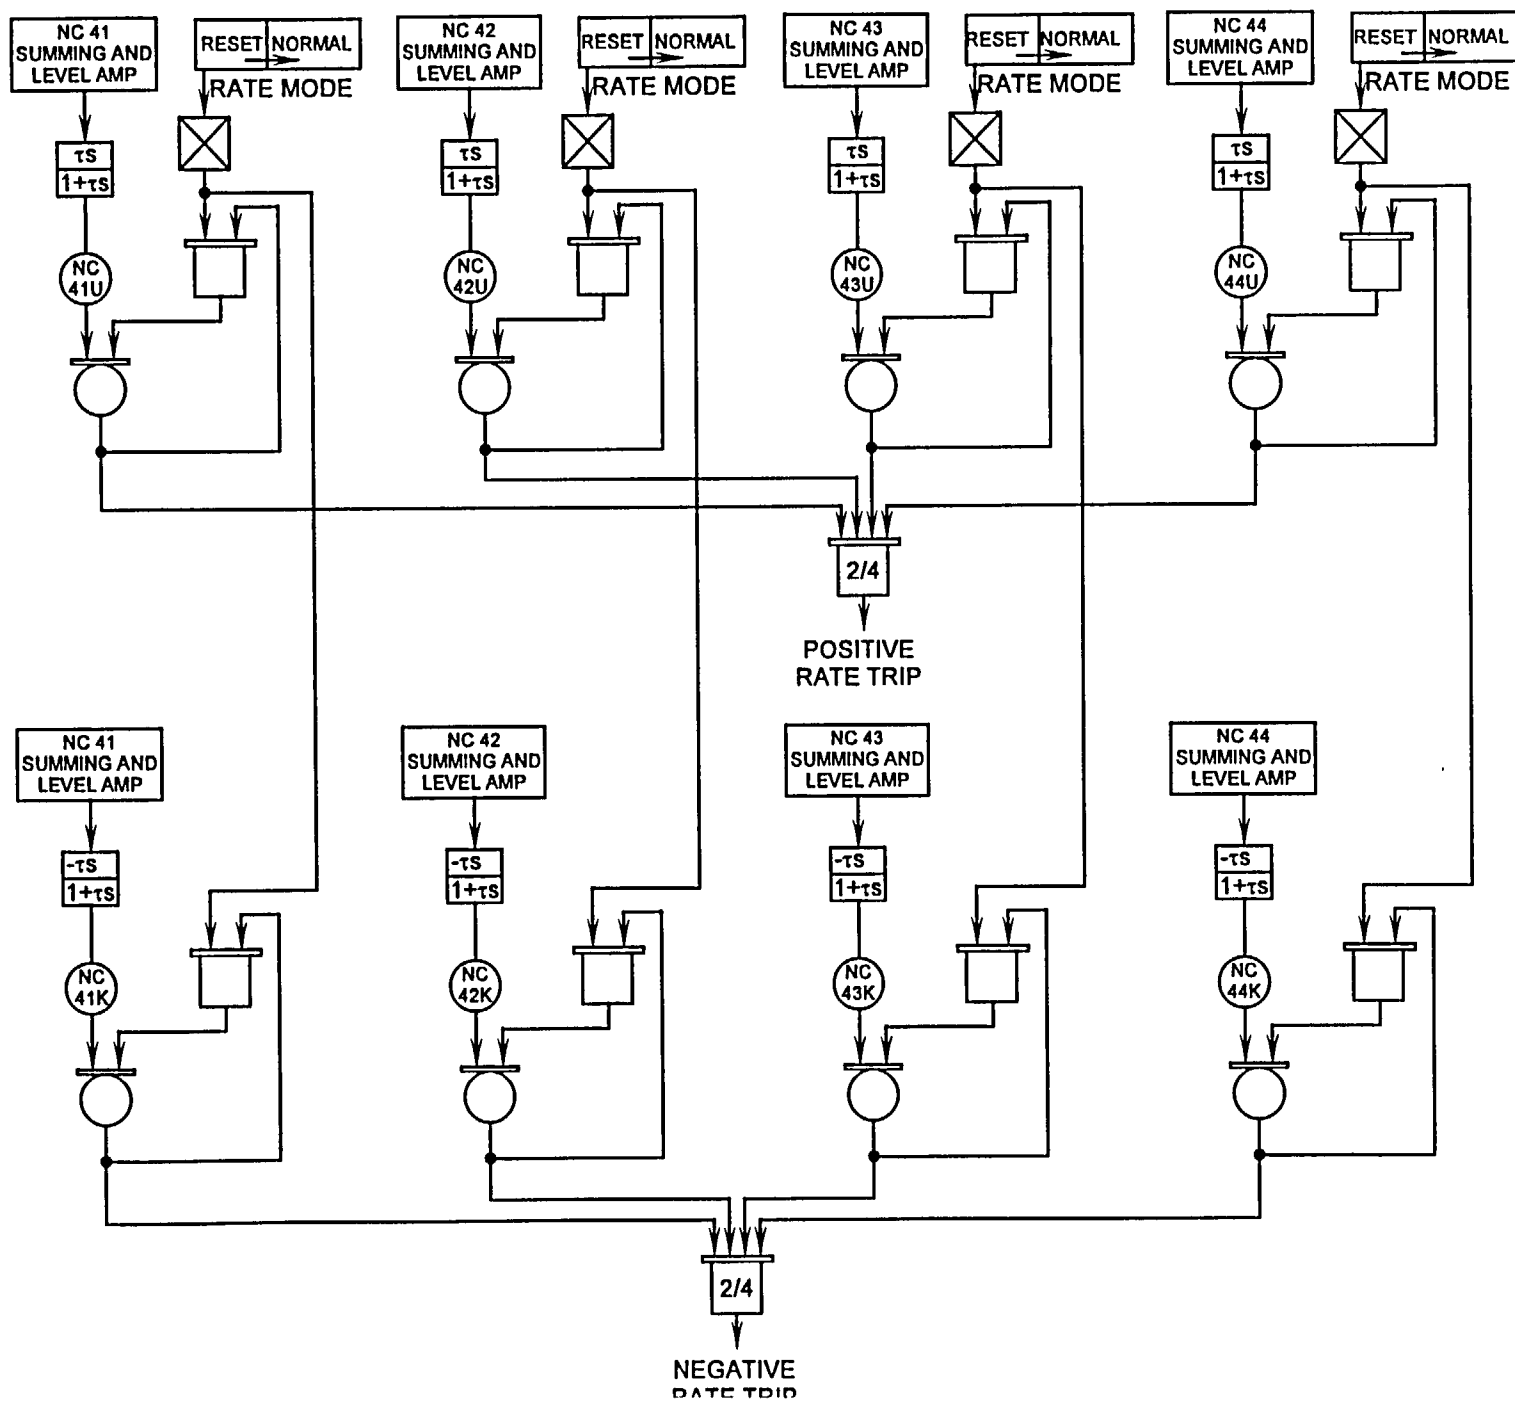 NC 41
SUMMING AND
LEVEL AMP
RESET NORMAL
RATE MODE
NC 42
SUMMING AND
LEVEL AMP
RESET NORMAL
RATE MODE
NC 43
SUMMING AND
LEVEL AMP
RESET NORMAL
RATE MODE
NC 44
SUMMING AND
LEVEL AMP
RESET NORMAL
RATE MODE
τS
1+τS
τS
1+τS
τS
1+τS
τS
1+τS
NC
41U
NC
42U
NC
43U
NC
44U
2/4
POSITIVE
RATE TRIP
NC 41
SUMMING AND
LEVEL AMP
NC 42
SUMMING AND
LEVEL AMP
NC 43
SUMMING AND
LEVEL AMP
NC 44
SUMMING AND
LEVEL AMP
-τS
1+τS
-τS
1+τS
-τS
1+τS
-τS
1+τS
NC
41K
NC
42K
NC
43K
NC
44K
2/4
NEGATIVE
RATE TRIP